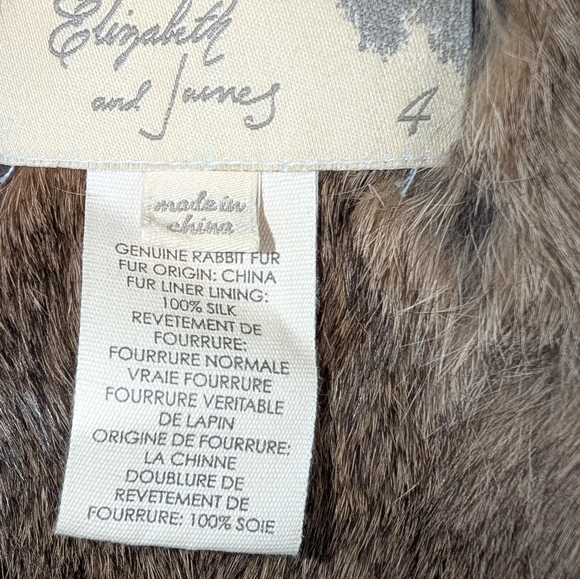 Elizabeth
and James
4
made in
china
GENUINE RABBIT FUR
FUR ORIGIN: CHINA
FUR LINER LINING:
100% SILK
REVETEMENT DE
FOURRURE:
FOURRURE NORMALE
VRAIE FOURRURE
FOURRURE VERITABLE
DE LAPIN
ORIGINE DE FOURRURE:
LA CHINNE
DOUBLURE DE
REVETEMENT DE
FOURRURE: 100% SOIE